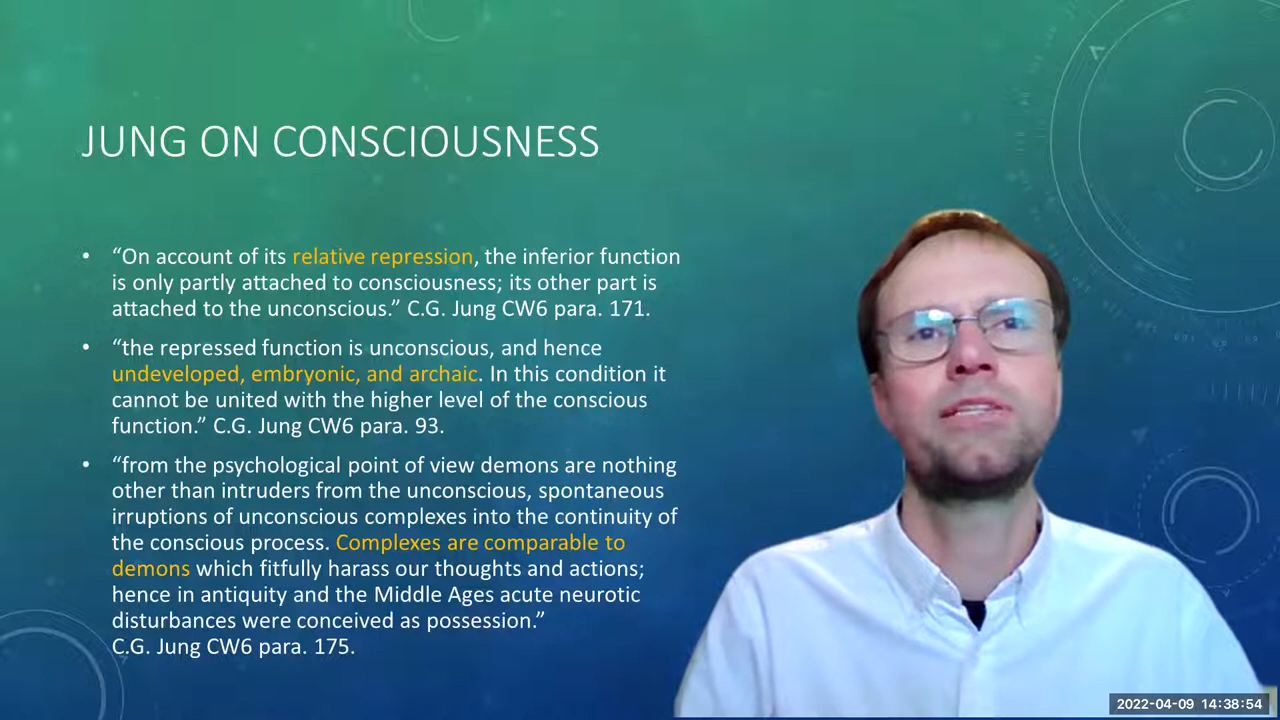 JUNG ON CONSCIOUSNESS
• “On account of its relative repression, the inferior function
is only partly attached to consciousness; its other part is
attached to the unconscious.” C.G. Jung CW6 para. 171.
• “the repressed function is unconscious, and hence
undeveloped, embryonic, and archaic. In this condition it
cannot be united with the higher level of the conscious
function.” C.G. Jung CW6 para. 93.
• “from the psychological point of view demons are nothing
other than intruders from the unconscious, spontaneous
irruptions of unconscious complexes into the continuity of
the conscious process. Complexes are comparable to
demons which fitfully harass our thoughts and actions;
hence in antiquity and the Middle Ages acute neurotic
disturbances were conceived as possession.”
C.G. Jung CW6 para. 175.
2022-04-09 14:38:54